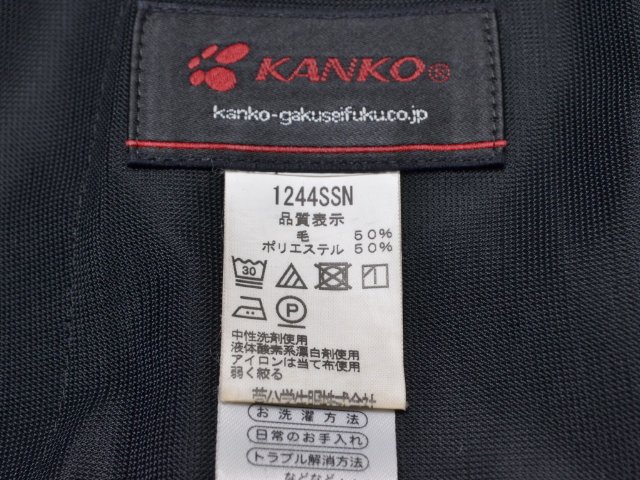 KANKO®
kanko-gakuseifuku.co.jp
1244SSN
品質表示
毛 50%
ポリエステル 50%
30
P
中性洗剤使用
液体酸素系漂白剤使用
アイロンは当て布使用
弱く絞る
お洗濯方法
日常のお手入れ
トラブル解消方法